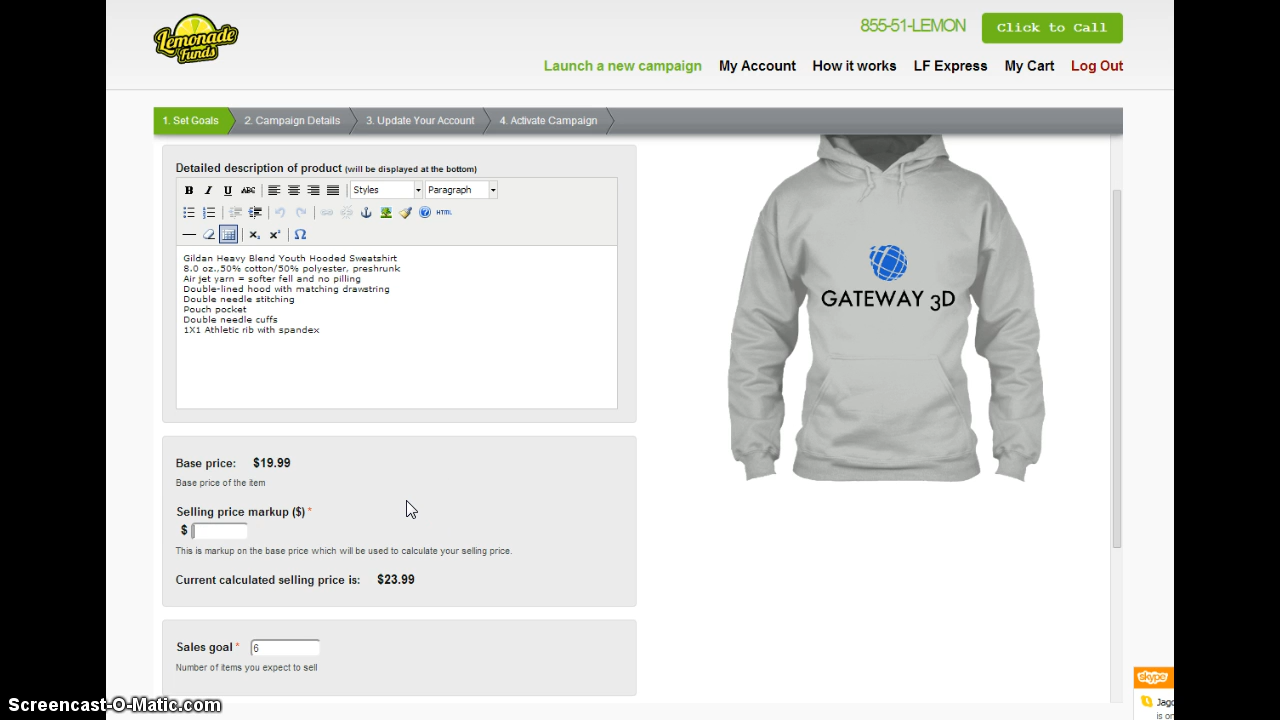 Lemonade
Funds
855-51-LEMON
Click to Call
Launch a new campaign
My Account
How it works
LF Express
My Cart
Log Out
1. Set Goals
2. Campaign Details
3. Update Your Account
4. Activate Campaign
Detailed description of product (will be displayed at the bottom)
B I U ABC
Styles
Paragraph
HTML
Gildan Heavy Blend Youth Hooded Sweatshirt
8.0 oz.,50% cotton/50% polyester, preshrunk
Air jet yarn = softer fell and no pilling
Double-lined hood with matching drawstring
Double needle stitching
Pouch pocket
Double needle cuffs
1X1 Athletic rib with spandex
GATEWAY 3D
Base price: $19.99
Base price of the item
Selling price markup ($) *
$
This is markup on the base price which will be used to calculate your selling price.
Current calculated selling price is: $23.99
Sales goal * 6
Number of items you expect to sell
skype
is on
Screencast-O-Matic.com